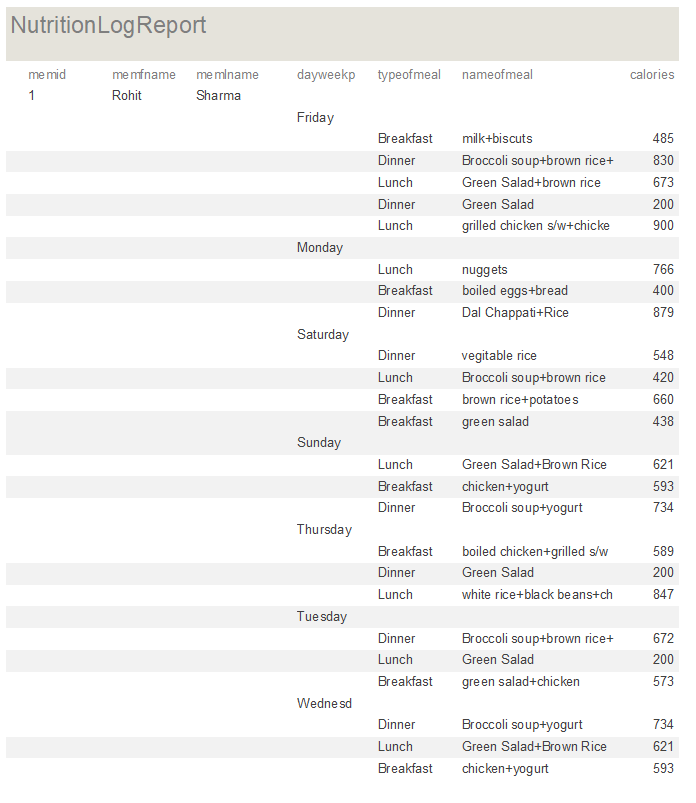 NutritionLogReport
memid memfname memlname dayweekp typeofmeal nameofmeal calories
1 Rohit Sharma
Friday
Breakfast milk+biscuts 485
Dinner Broccoli soup+brown rice+ 830
Lunch Green Salad+brown rice 673
Dinner Green Salad 200
Lunch grilled chicken s/w+chicke 900
Monday
Lunch nuggets 766
Breakfast boiled eggs+bread 400
Dinner Dal Chappati+Rice 879
Saturday
Dinner vegitable rice 548
Lunch Broccoli soup+brown rice 420
Breakfast brown rice+potatoes 660
Breakfast green salad 438
Sunday
Lunch Green Salad+Brown Rice 621
Breakfast chicken+yogurt 593
Dinner Broccoli soup+yogurt 734
Thursday
Breakfast boiled chicken+grilled s/w 589
Dinner Green Salad 200
Lunch white rice+black beans+ch 847
Tuesday
Dinner Broccoli soup+brown rice+ 672
Lunch Green Salad 200
Breakfast green salad+chicken 573
Wednesd
Dinner Broccoli soup+yogurt 734
Lunch Green Salad+Brown Rice 621
Breakfast chicken+yogurt 593